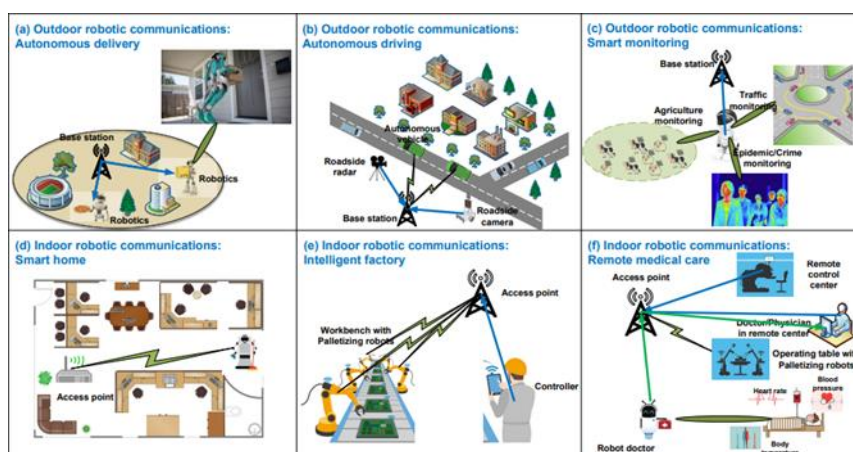 (a) Outdoor robotic communications:
Autonomous delivery
Base station
Robotics
Robotics
(b) Outdoor robotic communications:
Autonomous driving
Autonomous
vehicle
Roadside
radar
Base station
Roadside
camera
(c) Outdoor robotic communications:
Smart monitoring
Base station
Traffic
monitoring
Agriculture
monitoring
Epidemic/Crime
monitoring
(d) Indoor robotic communications:
Smart home
Access point
(e) Indoor robotic communications:
Intelligent factory
Access point
Workbench with
Palletizing robots
Controller
(f) Indoor robotic communications:
Remote medical care
Access point
Remote
control
center
Doctor/Physician
in remote center
Operating table with
Palletizing robots
Heart rate
Blood
pressure
Robot doctor
Body